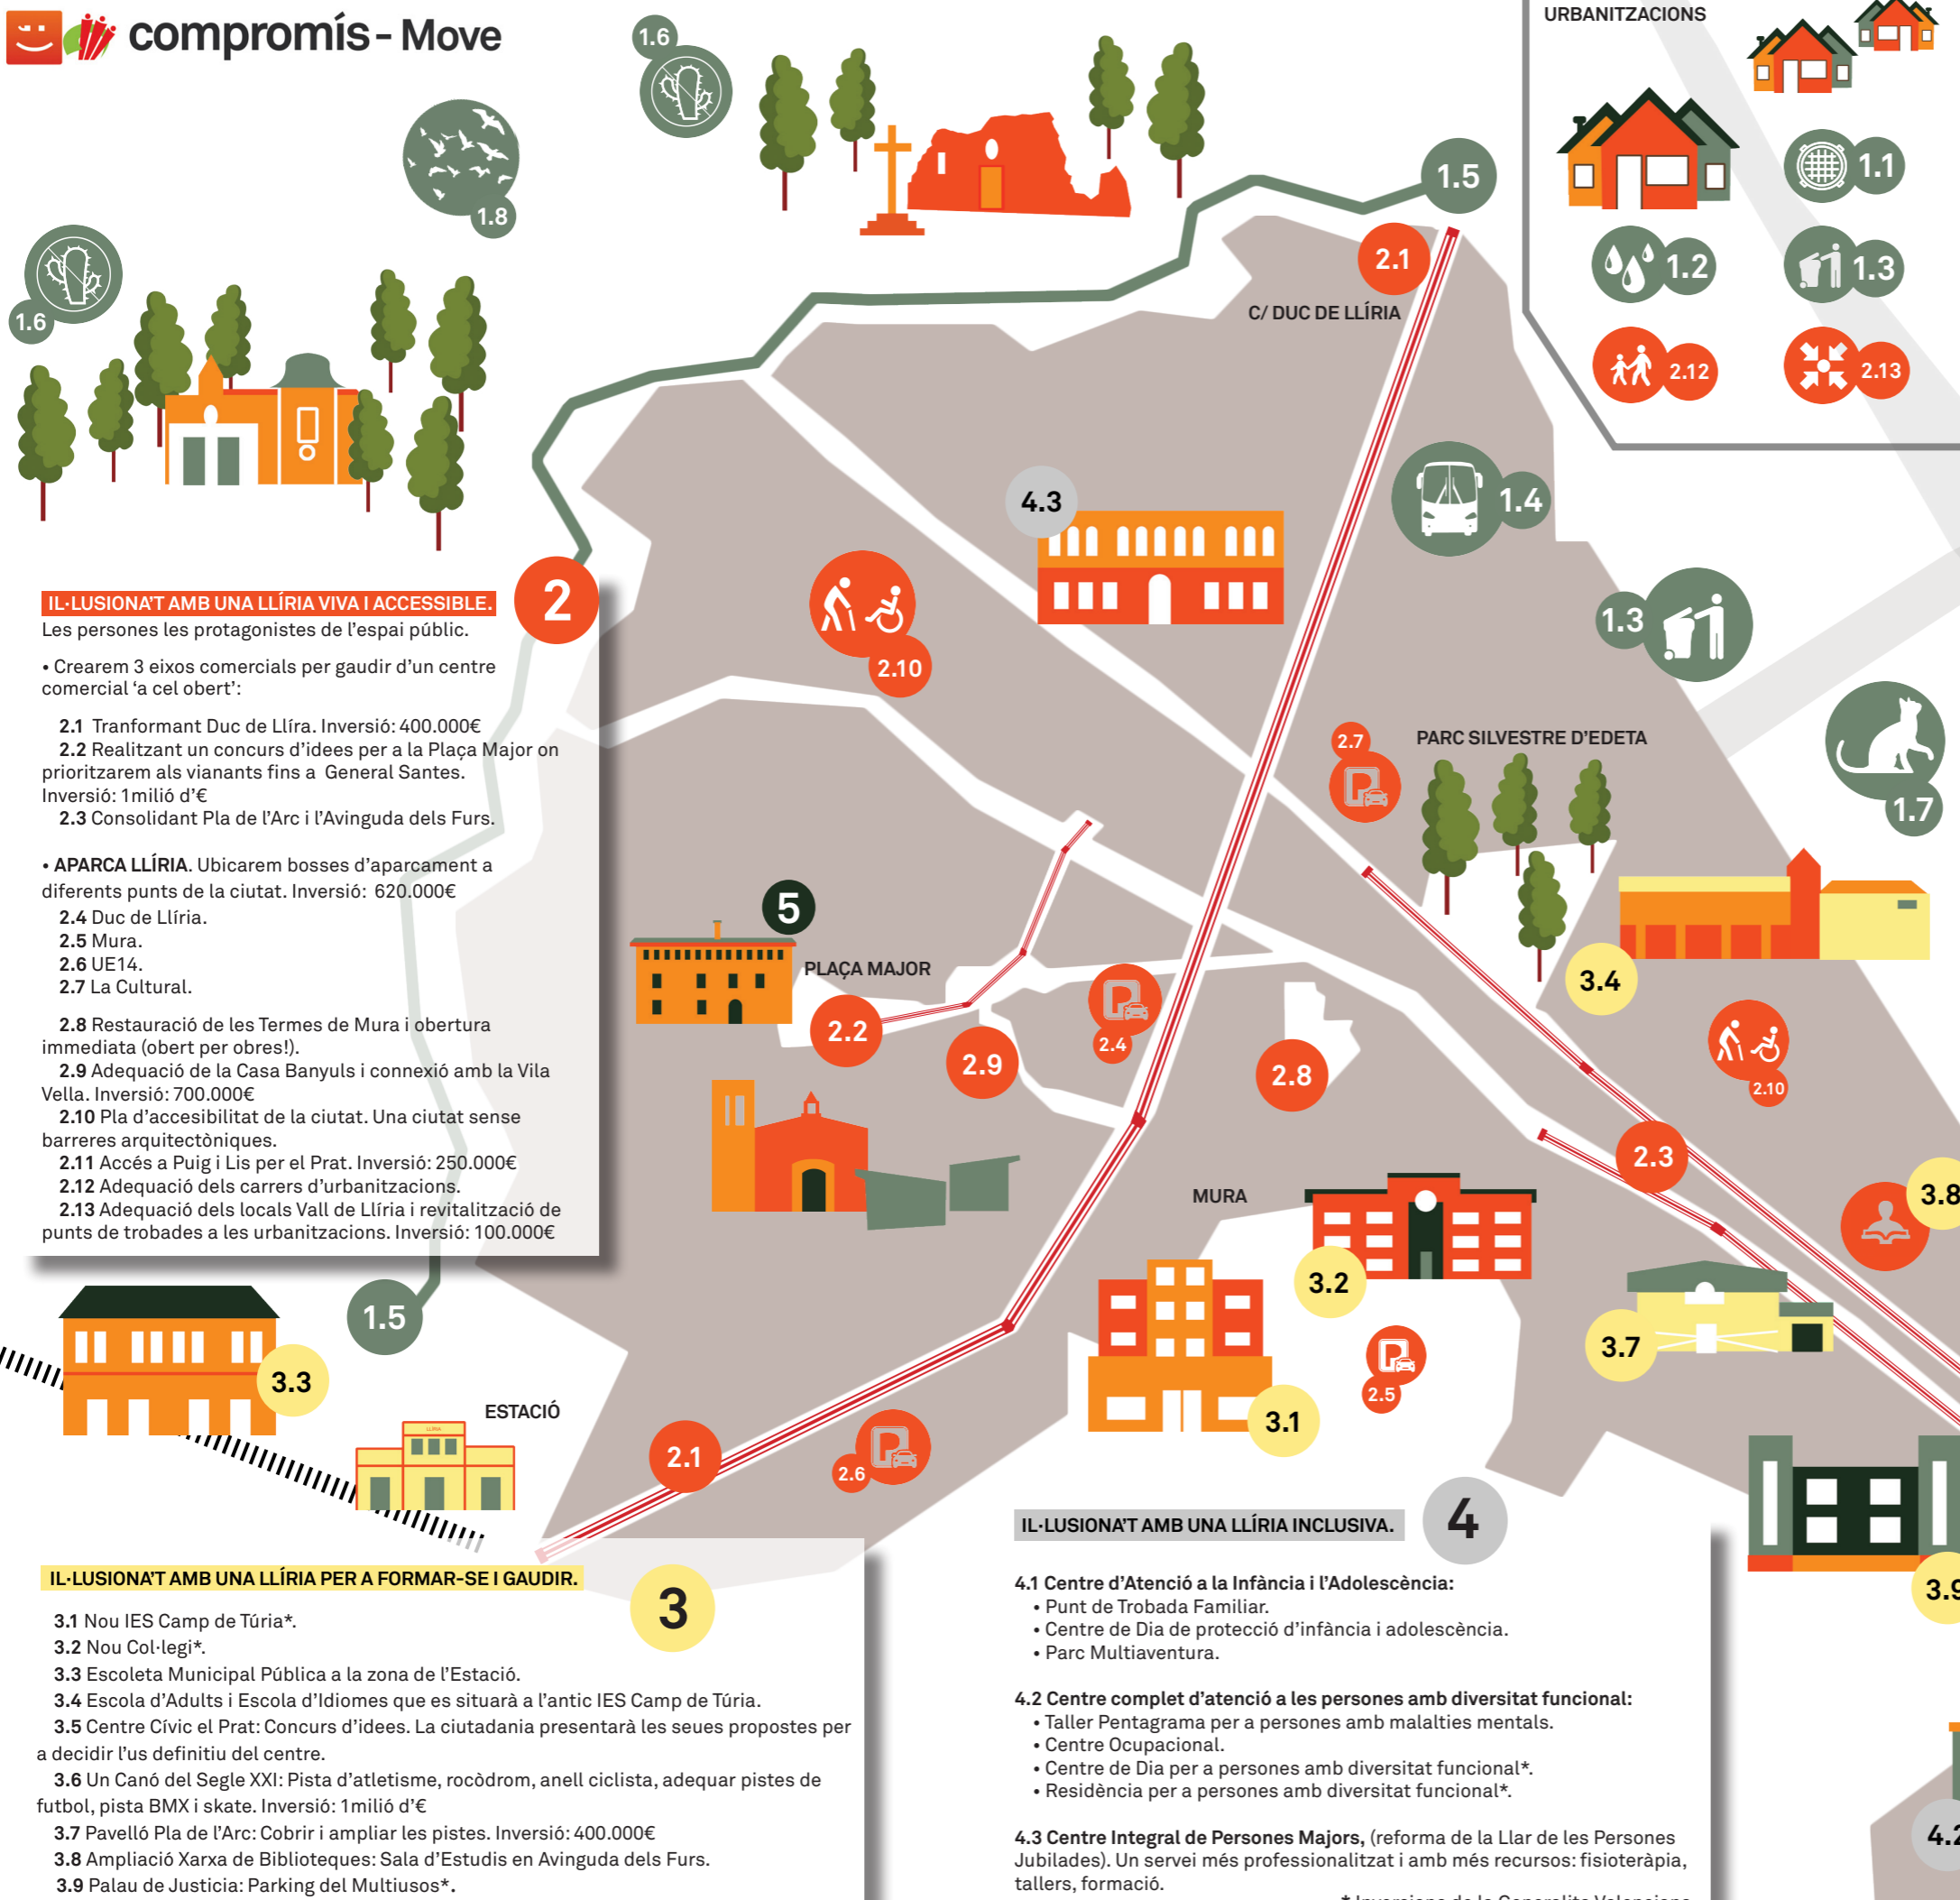 compromís - Move
URBANITZACIONS
1.6
1.8
1.6
1.5
1.1
1.2
1.3
2.12
2.13
2.1
C/ DUC DE LLÍRIA
4.3
1.4
1.3
2.10
2.7
PARC SILVESTRE D'EDETA
1.7
IL·LUSIONA'T AMB UNA LLÍRIA VIVA I ACCESSIBLE.
2
Les persones les protagonistes de l'espai públic.
• Crearem 3 eixos comercials per gaudir d'un centre
comercial 'a cel obert':
2.1 Tranformant Duc de Llíra. Inversió: 400.000€
2.2 Realitzant un concurs d'idees per a la Plaça Major on
prioritzarem als vianants fins a General Santes.
Inversió: 1milió d'€
2.3 Consolidant Pla de l'Arc i l'Avinguda dels Furs.
• APARCA LLÍRIA. Ubicarem bosses d'aparcament a
diferents punts de la ciutat. Inversió: 620.000€
2.4 Duc de Llíria.
2.5 Mura.
2.6 UE14.
2.7 La Cultural.
2.8 Restauració de les Termes de Mura i obertura
immediata (obert per obres!).
2.9 Adequació de la Casa Banyuls i connexió amb la Vila
Vella. Inversió: 700.000€
2.10 Pla d'accesibilitat de la ciutat. Una ciutat sense
barreres arquitectòniques.
2.11 Accés a Puig i Lis per el Prat. Inversió: 250.000€
2.12 Adequació dels carrers d'urbanitzacions.
2.13 Adequació dels locals Vall de Llíria i revitalització de
punts de trobades a les urbanitzacions. Inversió: 100.000€
5
PLAÇA MAJOR
2.2
2.9
P
2.4
2.8
P
3.4
2.10
2.3
3.8
MURA
3.2
3.7
P
2.5
3.1
1.5
3.3
ESTACIÓ
LLÍRIA
2.1
P
2.6
3.9
4.2
IL·LUSIONA'T AMB UNA LLÍRIA PER A FORMAR-SE I GAUDIR.
3
3.1 Nou IES Camp de Túria*.
3.2 Nou Col·legi*.
3.3 Escoleta Municipal Pública a la zona de l'Estació.
3.4 Escola d'Adults i Escola d'Idiomes que es situarà a l'antic IES Camp de Túria.
3.5 Centre Cívic el Prat: Concurs d'idees. La ciutadania presentarà les seues propostes per
a decidir l'us definitiu del centre.
3.6 Un Canó del Segle XXI: Pista d'atletisme, rocòdrom, anell ciclista, adequar pistes de
futbol, pista BMX i skate. Inversió: 1milió d'€
3.7 Pavelló Pla de l'Arc: Cobrir i ampliar les pistes. Inversió: 400.000€
3.8 Ampliació Xarxa de Biblioteques: Sala d'Estudis en Avinguda dels Furs.
3.9 Palau de Justicia: Parking del Multiusos*.
IL·LUSIONA'T AMB UNA LLÍRIA INCLUSIVA.
4
4.1 Centre d'Atenció a la Infància i l'Adolescència:
• Punt de Trobada Familiar.
• Centre de Dia de protecció d'infància i adolescència.
• Parc Multiaventura.
4.2 Centre complet d'atenció a les persones amb diversitat funcional:
• Taller Pentagrama per a persones amb malalties mentals.
• Centre Ocupacional.
• Centre de Dia per a persones amb diversitat funcional*.
• Residència per a persones amb diversitat funcional*.
4.3 Centre Integral de Persones Majors, (reforma de la Llar de les Persones
Jubilades). Un servei més professionalitzat i amb més recursos: fisioteràpia,
tallers, formació.
* Inversions de la Generalita Valenciana